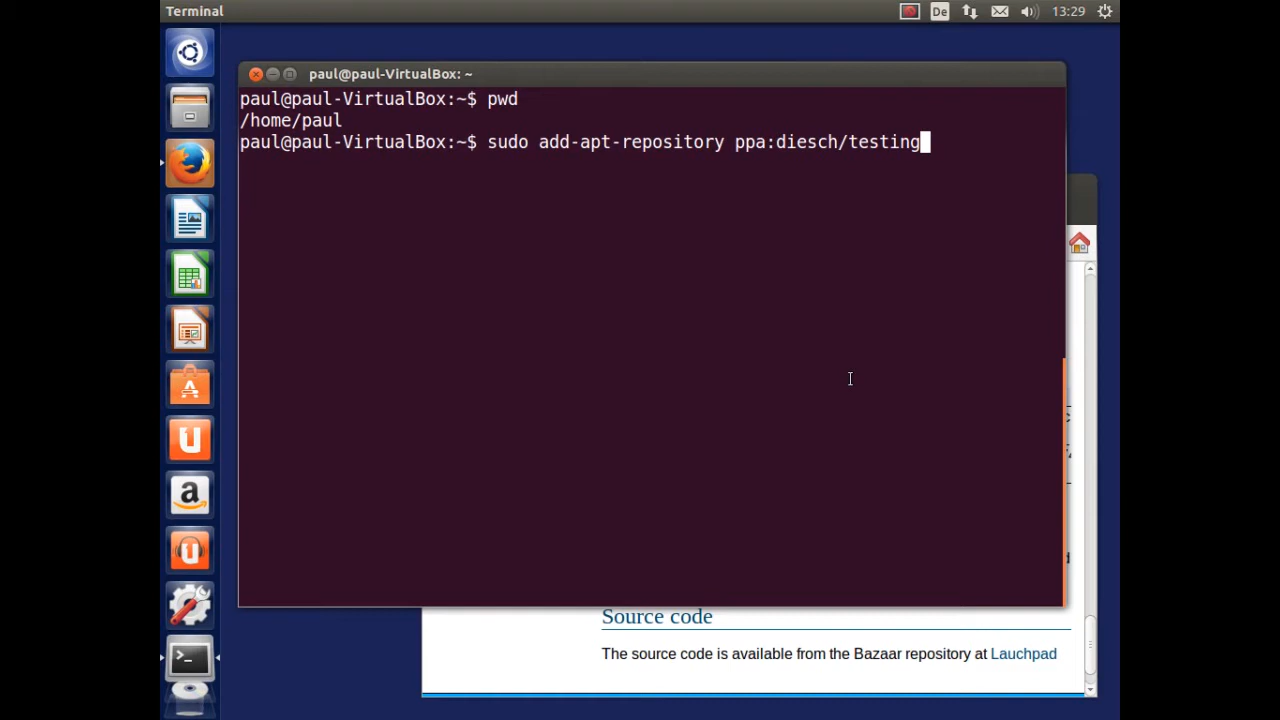 Terminal
De
13:29
paul@paul-VirtualBox: ~
paul@paul-VirtualBox:~$ pwd
/home/paul
paul@paul-VirtualBox:~$ sudo add-apt-repository ppa:diesch/testing
Source code
The source code is available from the Bazaar repository at Lauchpad